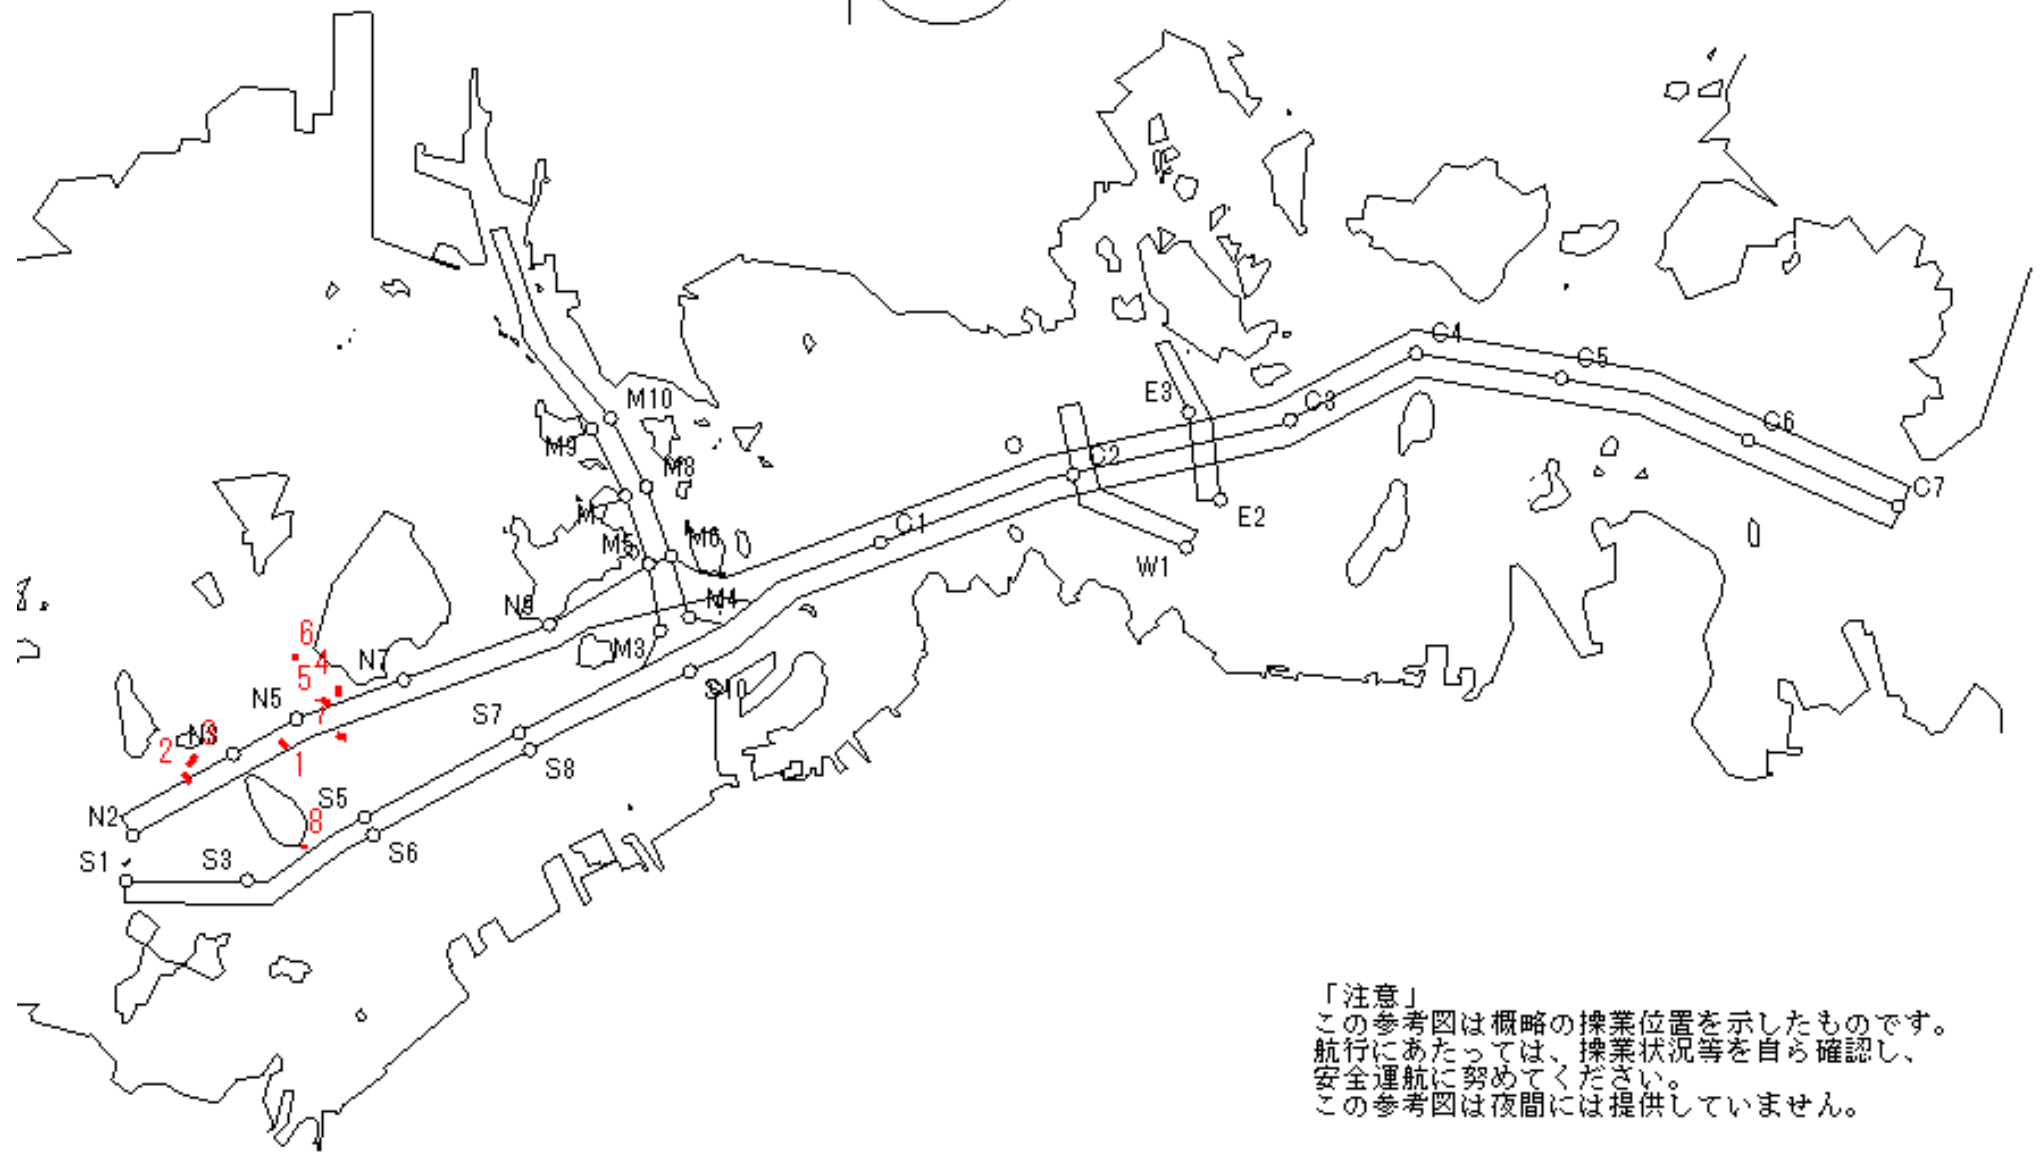 C4
C5
M10
E3
C3
C6
M9
C2
M8
C7
E2
C1
M7
M6
M5
W1
M4
6
M3
N7
4
5
N5
S10
7
S7
3
2
1
S8
S5
N2
8
S6
S1
S3
「注意」
この参考図は概略の操業位置を示したものです。
航行にあたっては、操業状況等を自ら確認し、
安全運航に努めてください。
この参考図は夜間には提供していません。